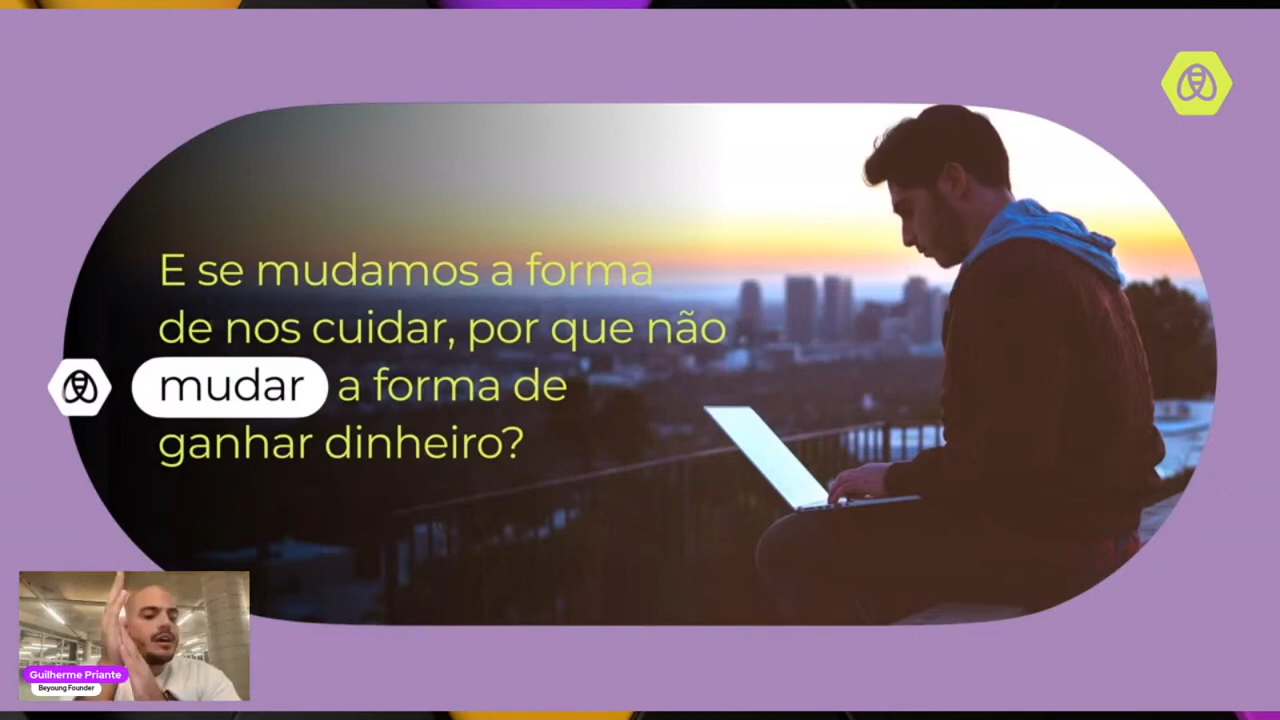 E se mudamos a forma
de nos cuidar, por que não
mudar a forma de
ganhar dinheiro?
Guilherme Priante
Beyoung Founder